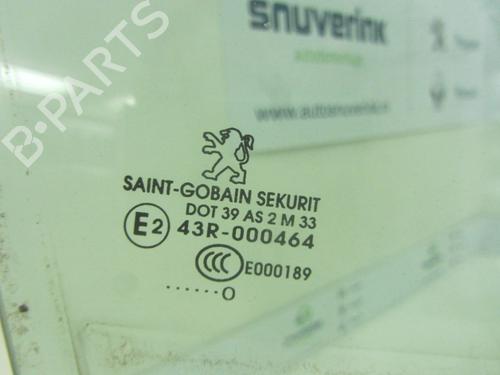 snuverink
www.autosnuverink.nl
B-PARTS
SAINT-GOBAIN SEKURIT
DOT 39 AS 2 M 33
E2 43R-000464
CCC E000189
......O